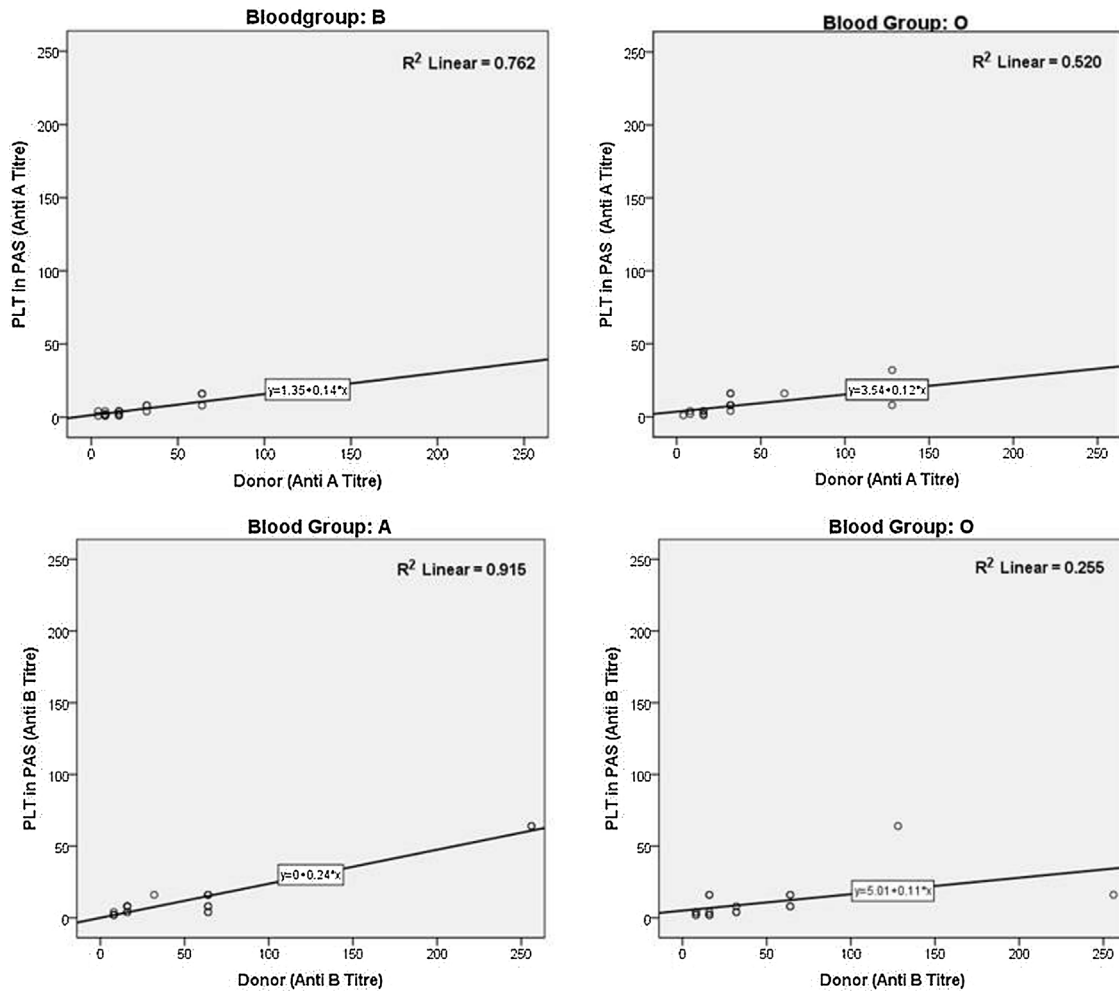 Bloodgroup: B
R² Linear = 0.762
PLT in PAS (Anti A Titre)
250
200
150
100
50
0
y=1.35+0.14*x
0 50 100 150 200 250
Donor (Anti A Titre)
Blood Group: O
R² Linear = 0.520
PLT in PAS (Anti A Titre)
250
200
150
100
50
0
y=3.54+0.12*x
0 50 100 150 200 250
Donor (Anti A Titre)
Blood Group: A
R² Linear = 0.915
PLT in PAS (Anti B Titre)
250
200
150
100
50
0
y=0+0.24*x
0 50 100 150 200 250
Donor (Anti B Titre)
Blood Group: O
R² Linear = 0.255
PLT in PAS (Anti B Titre)
250
200
150
100
50
0
y=5.01+0.11*x
0 50 100 150 200 250
Donor (Anti B Titre)